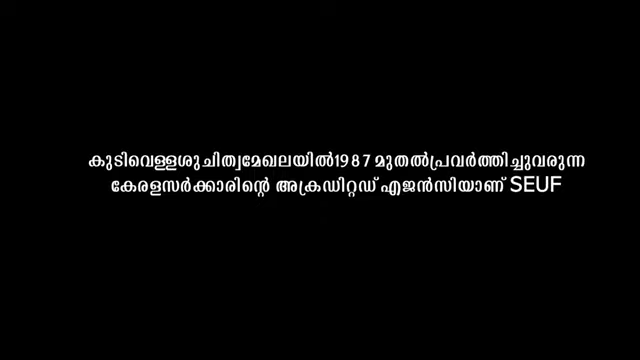 കുടിവെള്ളശുചിത്വമേഖലയിൽ1987 മുതൽപ്രവർത്തിച്ചുവരുന്ന
കേരളസർക്കാരിന്റെ അക്രഡിറ്റഡ് എജൻസിയാണ് SEUF